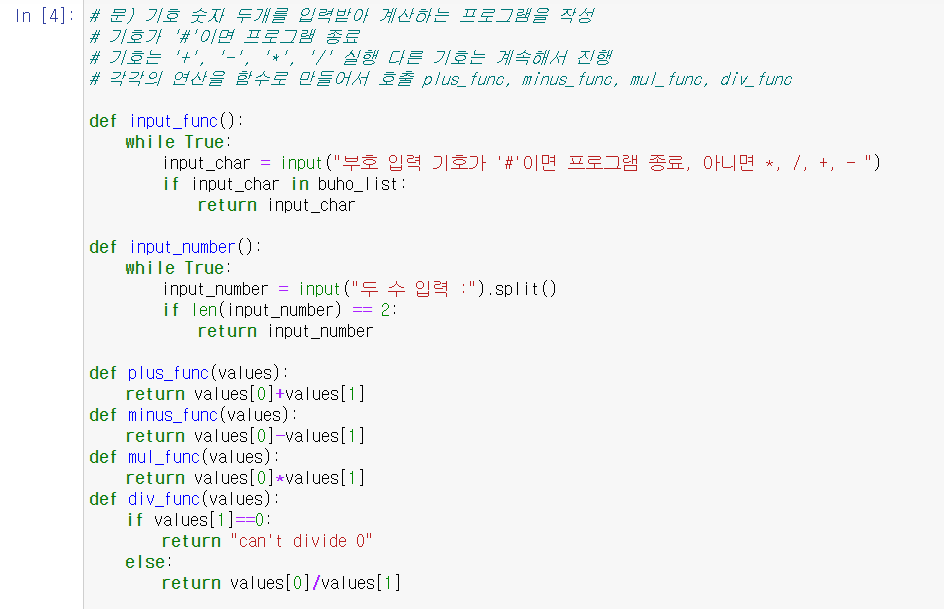 In [4]: # 문) 기호 숫자 두개를 입력받아 계산하는 프로그램을 작성
# 기호가 '#'이면 프로그램 종료
# 기호는 '+', '-', '*', '/' 실행 다른 기호는 계속해서 진행
# 각각의 연산을 함수로 만들어서 호출 plus_func, minus_func, mul_func, div_func

def input_func():
    while True:
        input_char = input("부호 입력 기호가 '#'이면 프로그램 종료, 아니면 *, /, +, - ")
        if input_char in buho_list:
            return input_char

def input_number():
    while True:
        input_number = input("두 수 입력 :").split()
        if len(input_number) == 2:
            return input_number

def plus_func(values):
    return values[0]+values[1]
def minus_func(values):
    return values[0]-values[1]
def mul_func(values):
    return values[0]*values[1]
def div_func(values):
    if values[1]==0:
        return "can't divide 0"
    else:
        return values[0]/values[1]